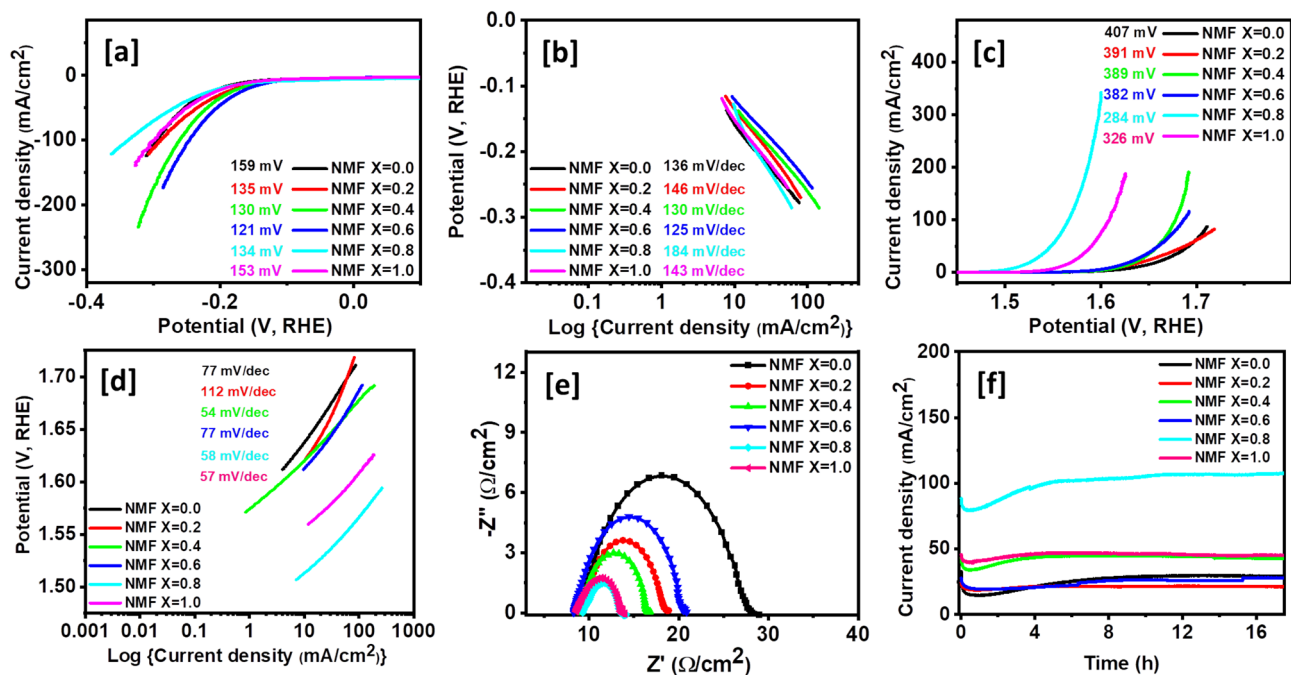 [a]
Current density (mA/cm²)
0
-100
-200
-300
-0.4
-0.2
0.0
Potential (V, RHE)
159 mV NMF X=0.0
135 mV NMF X=0.2
130 mV NMF X=0.4
121 mV NMF X=0.6
134 mV NMF X=0.8
153 mV NMF X=1.0
[b]
Potendial (V, RHE)
0.0
-0.1
-0.2
-0.3
-0.4
0.1
1
10
100
Log {Current density (mA/cm²)}
NMF X=0.0 136 mV/dec
NMF X=0.2 146 mV/dec
NMF X=0.4 130 mV/dec
NMF X=0.6 125 mV/dec
NMF X=0.8 184 mV/dec
NMF X=1.0 143 mV/dec
[c]
Current density (mA/cm²)
400
300
200
100
0
1.5
1.6
1.7
Potential (V, RHE)
407 mV NMF X=0.0
391 mV NMF X=0.2
389 mV NMF X=0.4
382 mV NMF X=0.6
284 mV NMF X=0.8
326 mV NMF X=1.0
[d]
Potential (V, RHE)
1.70
1.65
1.60
1.55
1.50
0.001
0.01
0.1
1
10
100
1000
Log {Current density (mA/cm²)}
77 mV/dec
112 mV/dec
54 mV/dec
77 mV/dec
58 mV/dec
57 mV/dec
NMF X=0.0
NMF X=0.2
NMF X=0.4
NMF X=0.6
NMF X=0.8
NMF X=1.0
[e]
-Z" (Ω/cm²)
12
9
6
3
0
10
20
30
40
Z' (Ω/cm²)
NMF X=0.0
NMF X=0.2
NMF X=0.4
NMF X=0.6
NMF X=0.8
NMF X=1.0
[f]
Current density (mA/cm²)
200
150
100
50
0
0
4
8
12
16
Time (h)
NMF X=0.0
NMF X=0.2
NMF X=0.4
NMF X=0.6
NMF X=0.8
NMF X=1.0